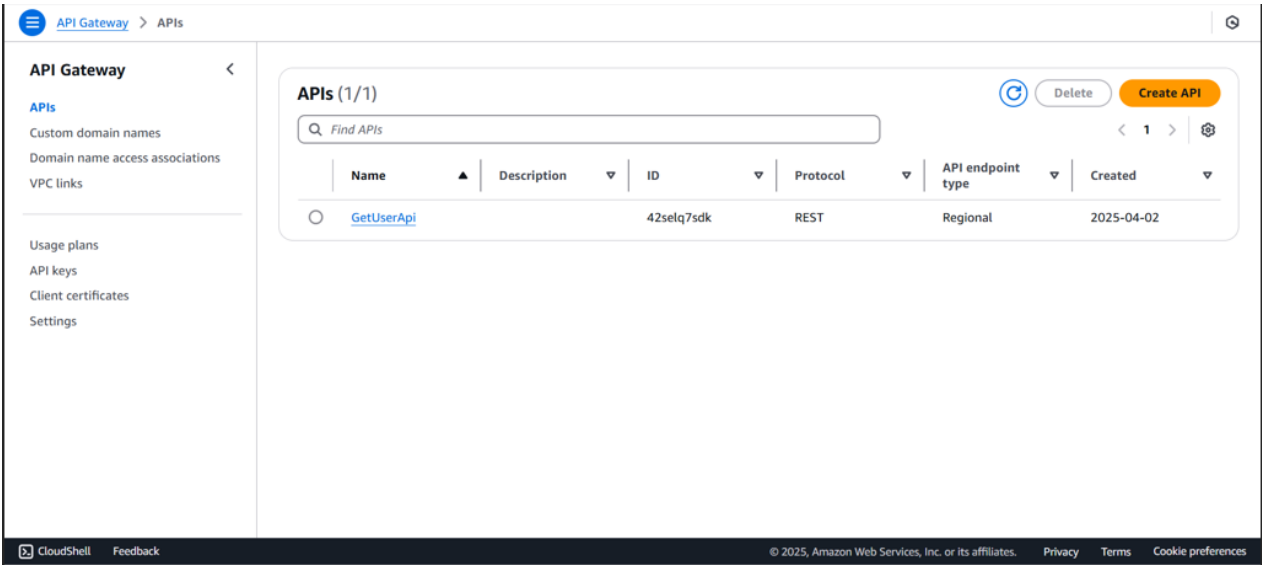 API Gateway > APIs
API Gateway
APIs
Custom domain names
Domain name access associations
VPC links
Usage plans
API keys
Client certificates
Settings
APIs (1/1)
Delete
Create API
Find APIs
1
Name Description ID Protocol API endpoint type Created
GetUserApi 42selq7sdk REST Regional 2025-04-02
CloudShell Feedback © 2025, Amazon Web Services, Inc. or its affiliates. Privacy Terms Cookie preferences